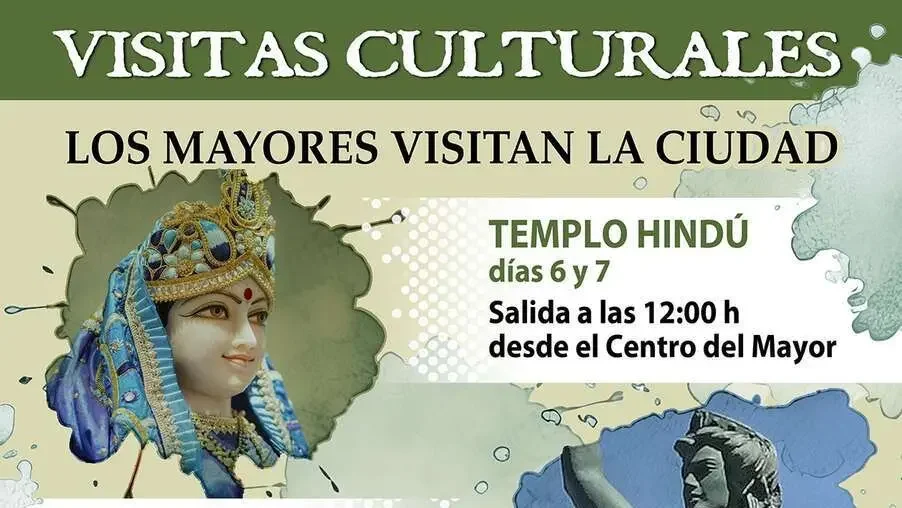 VISITAS CULTURALES
LOS MAYORES VISITAN LA CIUDAD
TEMPLO HINDÚ
días 6 y 7
Salida a las 12:00 h
desde el Centro del Mayor